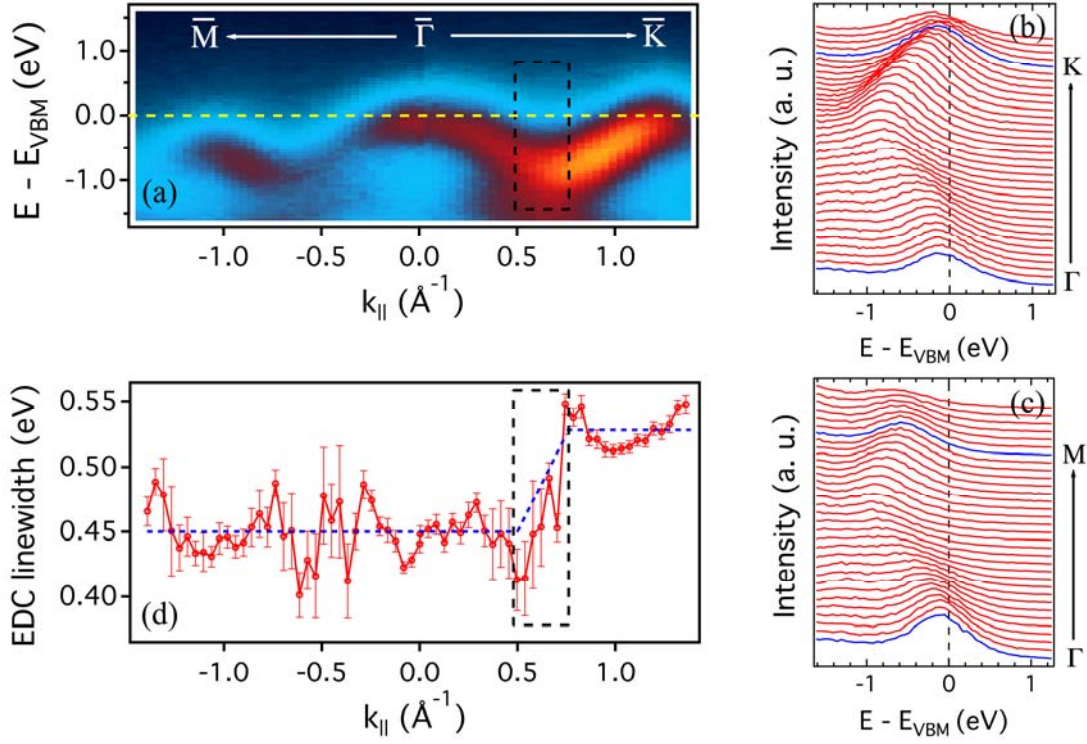 M̅ Γ̅ K̅
1.0
0.0
-1.0
E - E_VBM (eV)
(a)
-1.0 -0.5 0.0 0.5 1.0
k_|| (Å^-1)
(b)
Intensity (a. u.)
K
Γ
-1 0 1
E - E_VBM (eV)
0.55
0.50
0.45
0.40
EDC linewidth (eV)
(d)
-1.0 -0.5 0.0 0.5 1.0
k_|| (Å^-1)
(c)
Intensity (a. u.)
M
Γ
-1 0 1
E - E_VBM (eV)